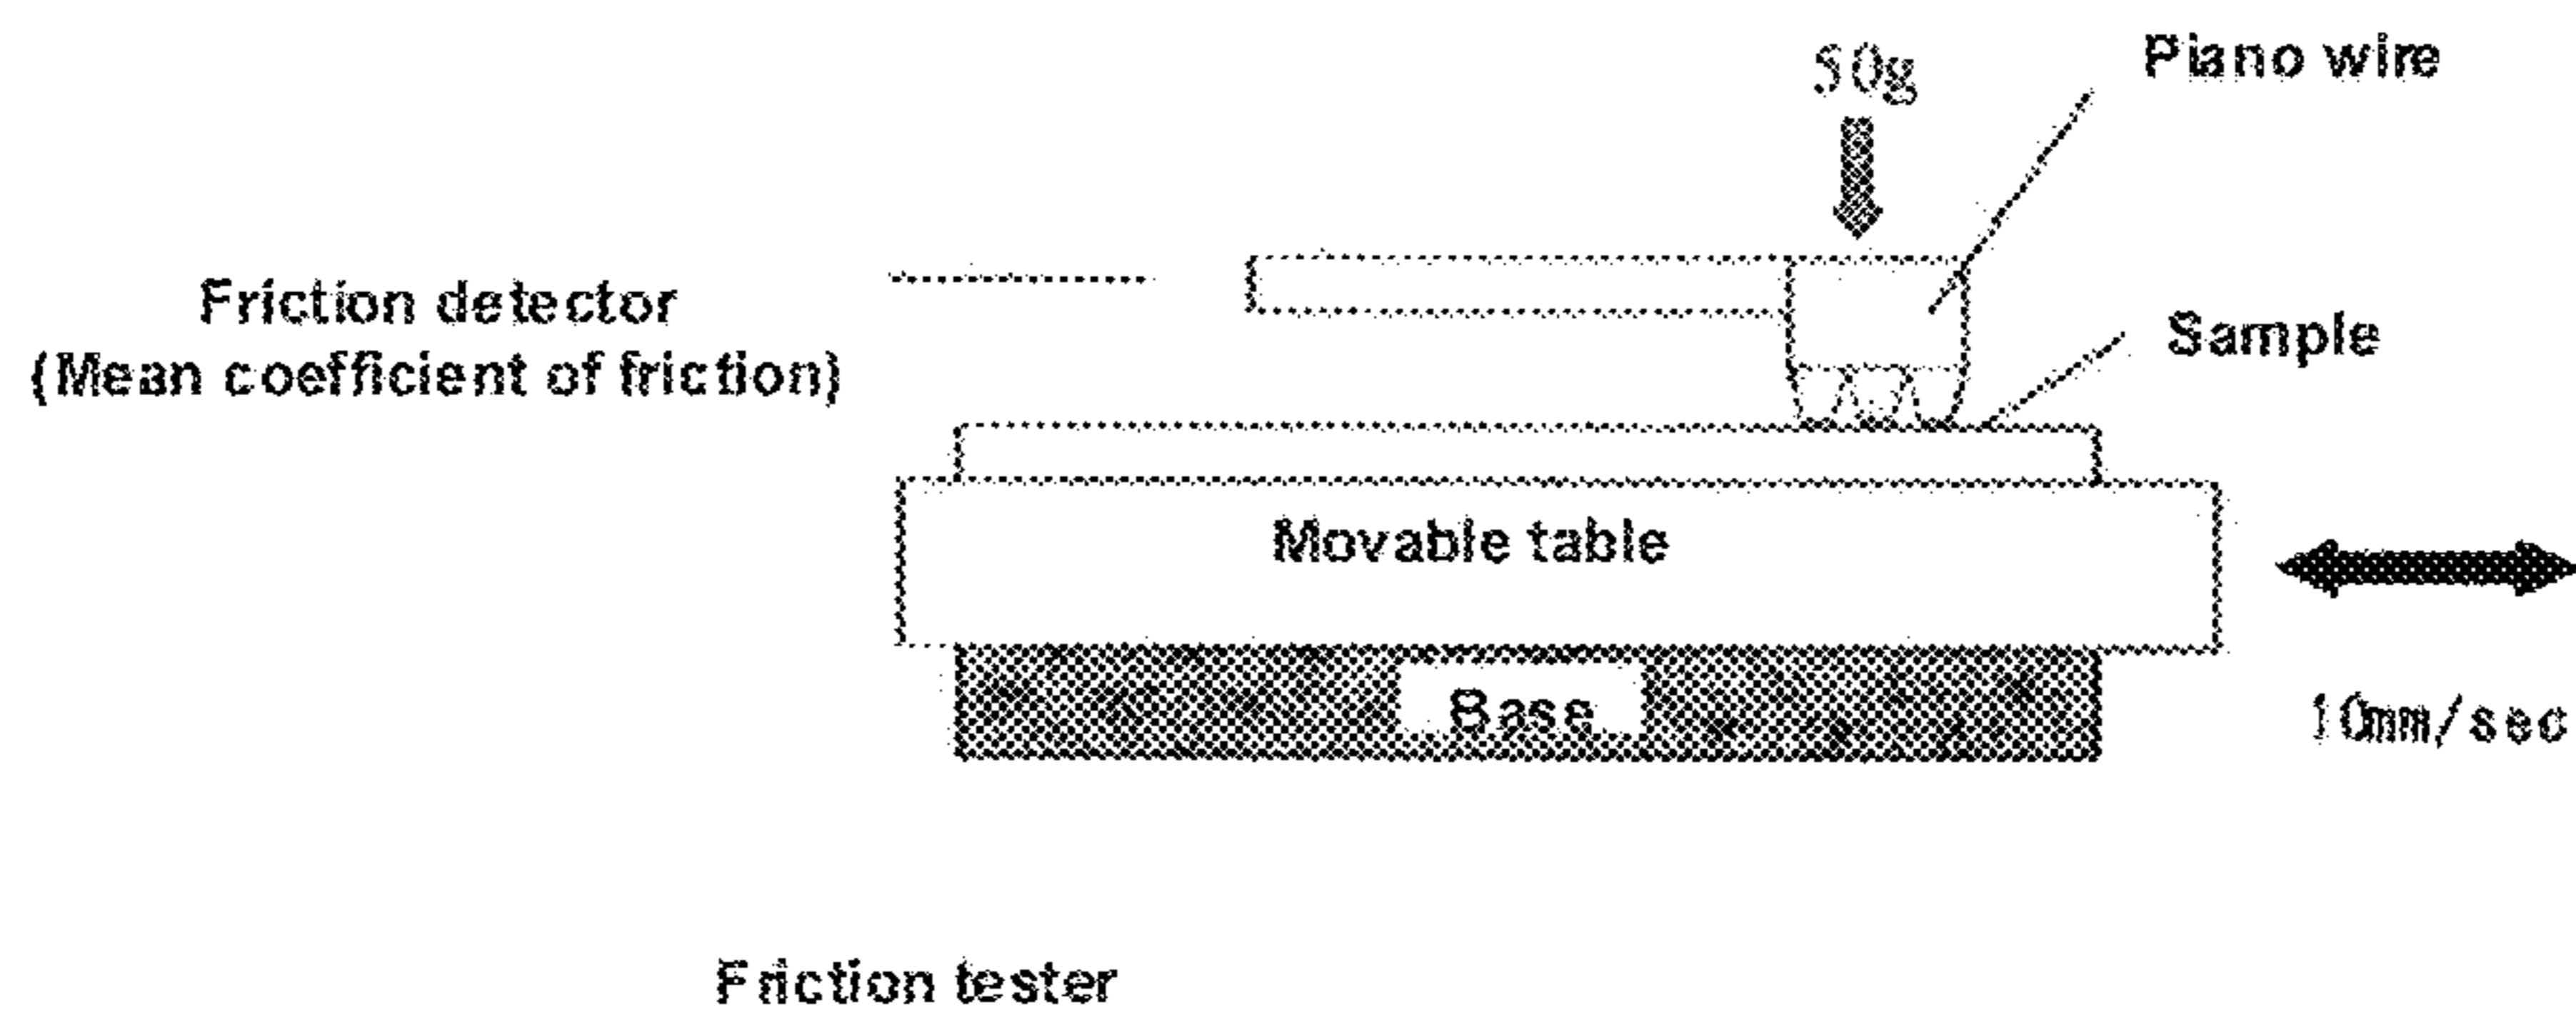 50g
Piano wire
Friction detector
(Mean coefficient of friction)
Sample
Movable table
Base
10mm/sec
Friction tester